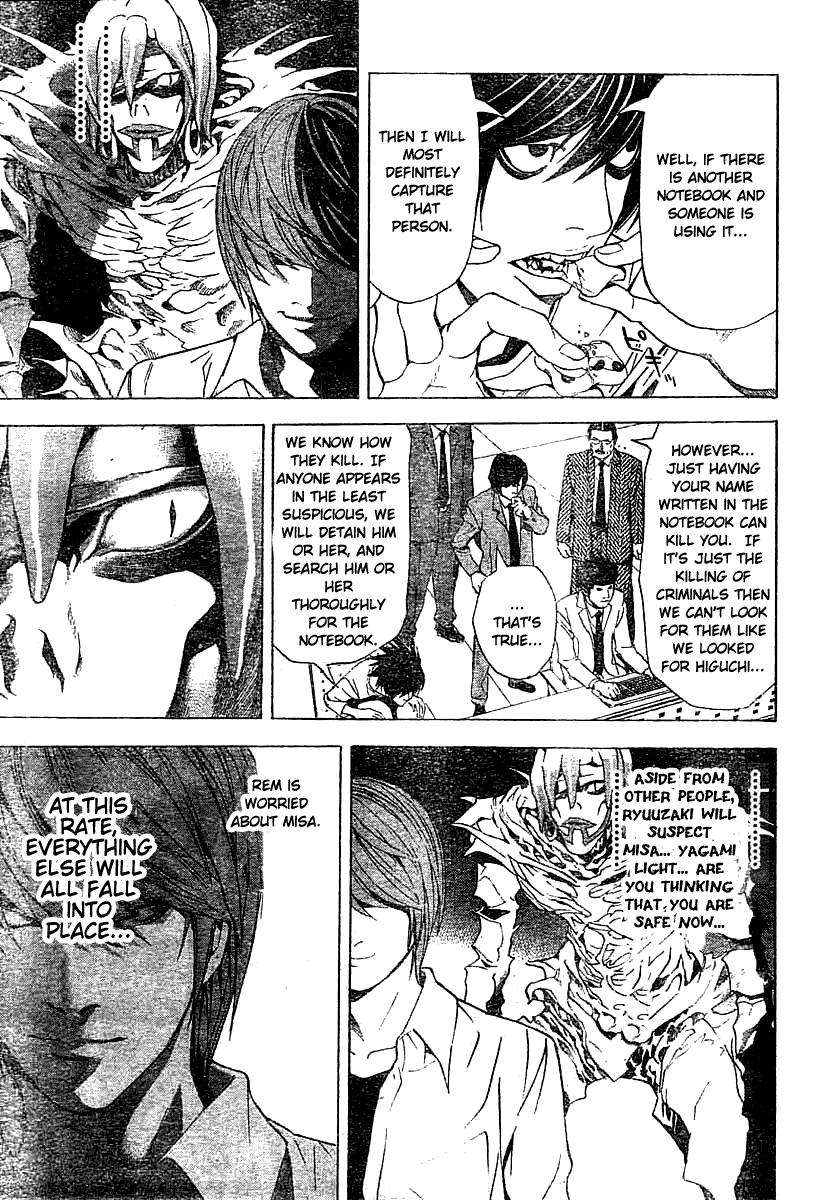 WELL, IF THERE
IS ANOTHER
NOTEBOOK AND
SOMEONE IS
USING IT...
THEN I WILL
MOST
DEFINITELY
CAPTURE
THAT
PERSON.
HOWEVER...
JUST HAVING
YOUR NAME
WRITTEN IN THE
NOTEBOOK CAN
KILL YOU. IF
IT'S JUST THE
KILLING OF
CRIMINALS THEN
WE CAN'T LOOK
FOR THEM LIKE
WE LOOKED
FOR HIGUCHI...
...
THAT'S
TRUE...
WE KNOW HOW
THEY KILL. IF
ANYONE APPEARS
IN THE LEAST
SUSPICIOUS, WE
WILL DETAIN HIM
OR HER, AND
SEARCH HIM OR
HER
THOROUGHLY
FOR THE
NOTEBOOK.
ASIDE FROM
OTHER PEOPLE,
RYUUZAKI WILL
SUSPECT
MISA... YAGAMI
LIGHT... ARE
YOU THINKING
THAT YOU ARE
SAFE NOW...
REM IS
WORRIED
ABOUT MISA.
AT THIS
RATE,
EVERYTHING
ELSE WILL
ALL FALL
INTO
PLACE...